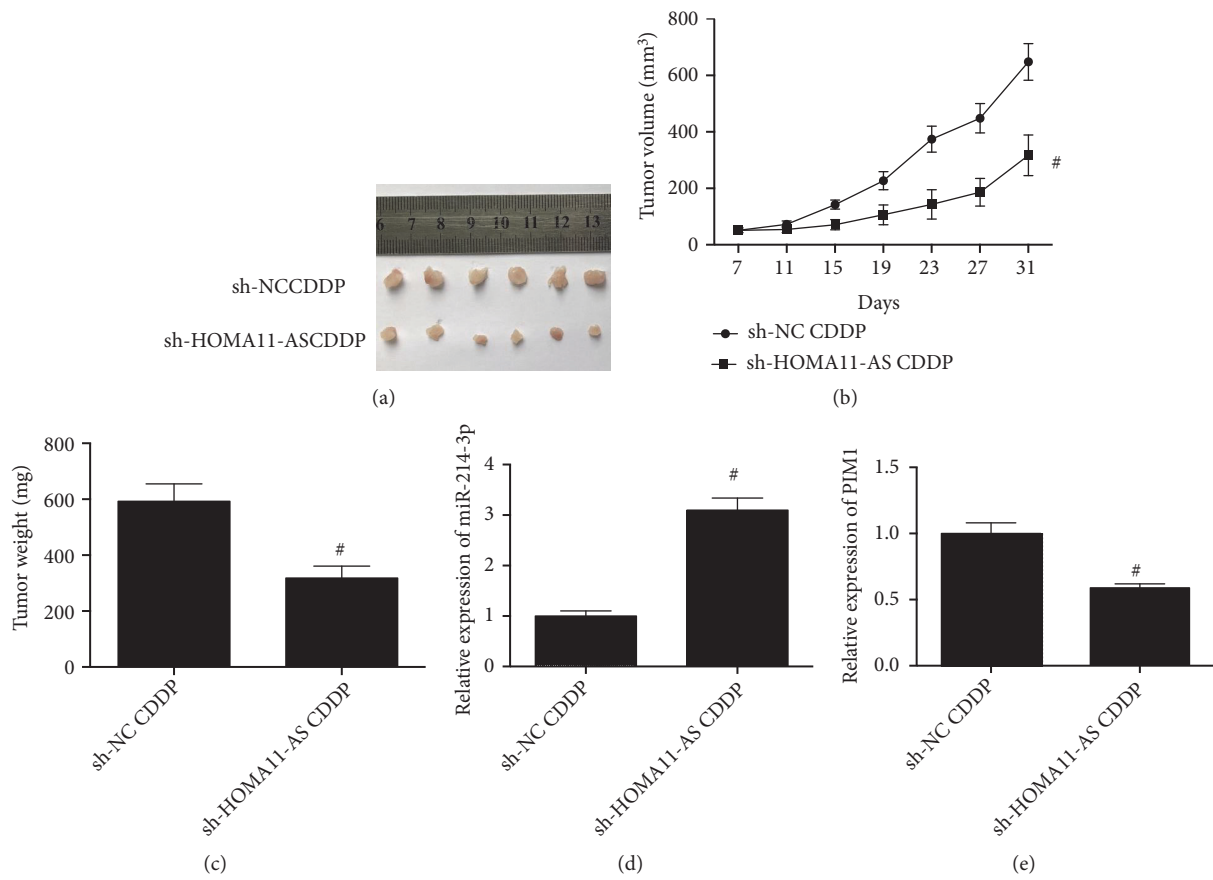 6 7 8 9 10 11 12 13
sh-NCCDDP
sh-HOMA11-ASCDDP
(a)
Tumor volume (mm³)
800
600
400
200
0
7 11 15 19 23 27 31
Days
#
sh-NC CDDP
sh-HOMA11-AS CDDP
(b)
Tumor weight (mg)
800
600
400
200
0
#
sh-NC CDDP
sh-HOMA11-AS CDDP
(c)
Relative expression of miR-214-3p
4
3
2
1
0
#
sh-NC CDDP
sh-HOMA11-AS CDDP
(d)
Relative expression of PIM1
1.5
1.0
0.5
0.0
#
sh-NC CDDP
sh-HOMA11-AS CDDP
(e)